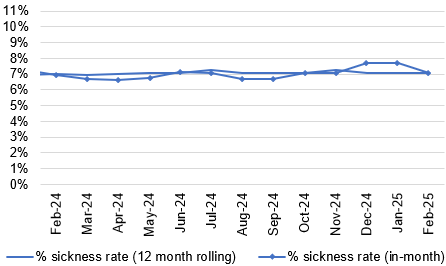 11%
10%
9%
8%
7%
6%
5%
4%
3%
2%
1%
0%
Feb-24
Mar-24
Apr-24
May-24
Jun-24
Jul-24
Aug-24
Sep-24
Oct-24
Nov-24
Dec-24
Jan-25
Feb-25
% sickness rate (12 month rolling)
% sickness rate (in-month)